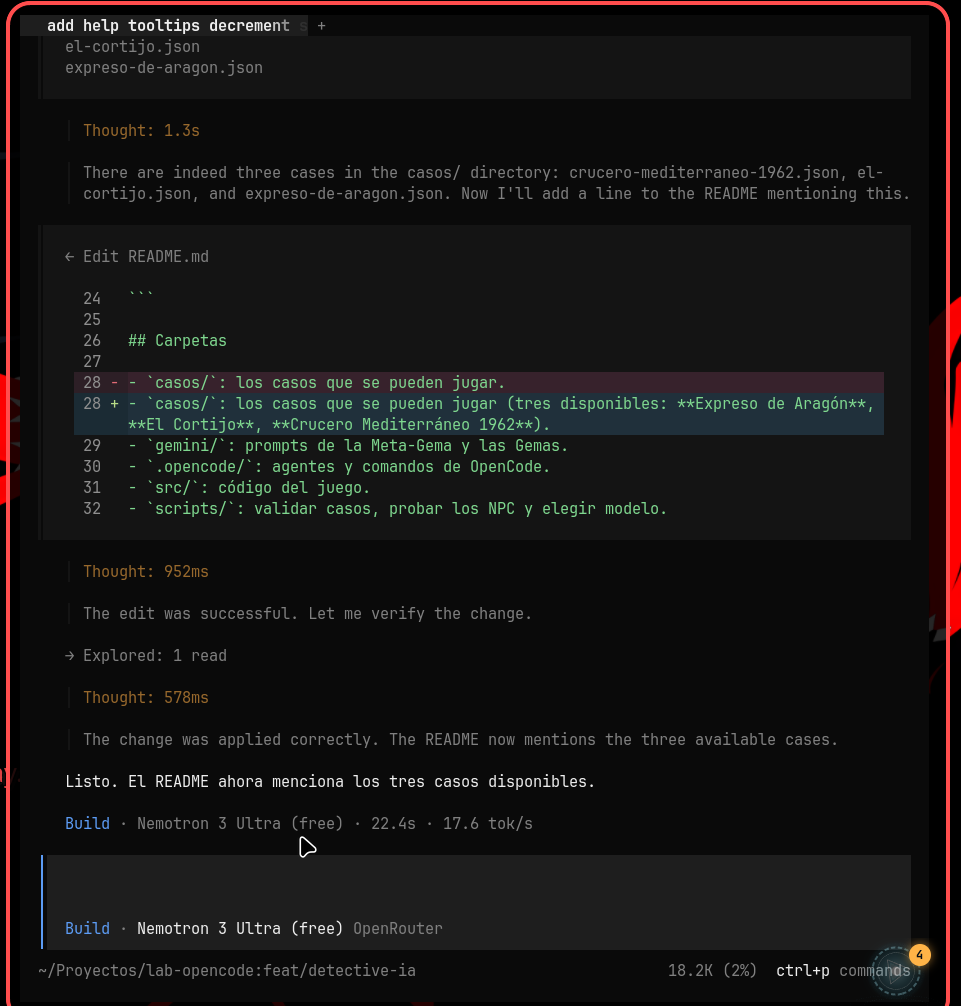 add help tooltips decrement s +
el-cortijo.json
expreso-de-aragon.json
Thought: 1.3s
There are indeed three cases in the casos/ directory: crucero-mediterraneo-1962.json, el-
cortijo.json, and expreso-de-aragon.json. Now I'll add a line to the README mentioning this.
← Edit README.md
24 ```
25
26 ## Carpetas
27
28 - - `casos/`: los casos que se pueden jugar.
28 + - `casos/`: los casos que se pueden jugar (tres disponibles: **Expreso de Aragón**,
**El Cortijo**, **Crucero Mediterráneo 1962**).
29 - `gemini/`: prompts de la Meta-Gema y las Gemas.
30 - `.opencode/`: agentes y comandos de OpenCode.
31 - `src/`: código del juego.
32 - `scripts/`: validar casos, probar los NPC y elegir modelo.
Thought: 952ms
The edit was successful. Let me verify the change.
→ Explored: 1 read
Thought: 578ms
The change was applied correctly. The README now mentions the three available cases.
Listo. El README ahora menciona los tres casos disponibles.
Build · Nemotron 3 Ultra (free) · 22.4s · 17.6 tok/s
Build · Nemotron 3 Ultra (free) OpenRouter
~/Proyectos/lab-opencode:feat/detective-ia 18.2K (2%) ctrl+p commands
4